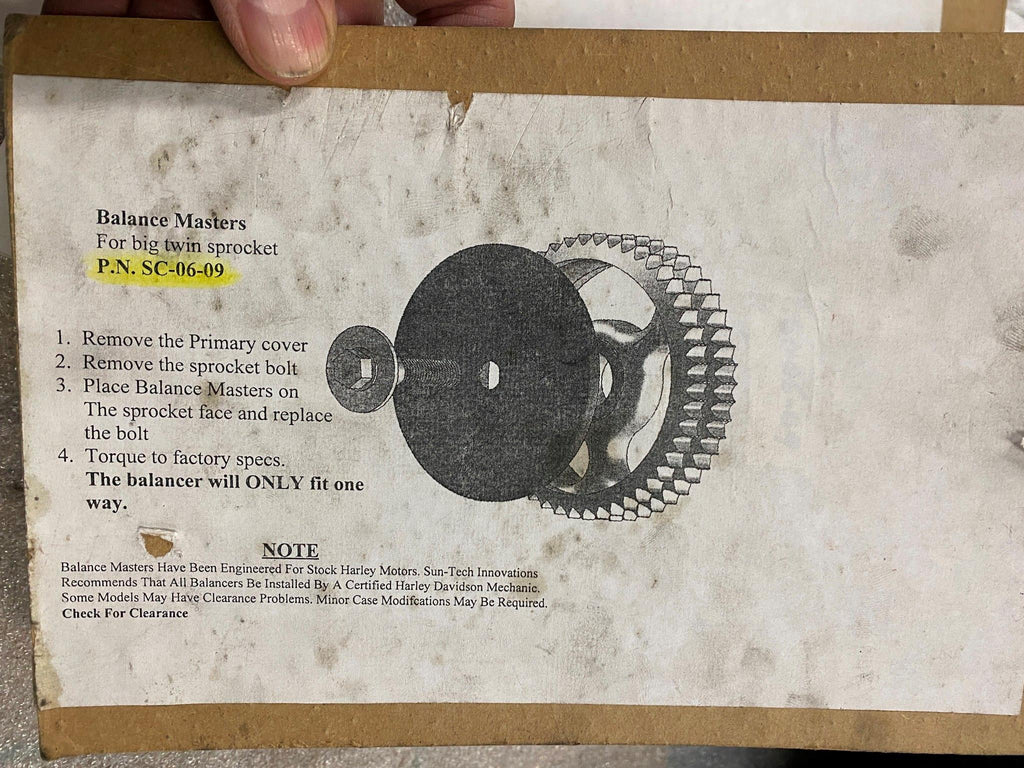 Balance Masters
For big twin sprocket
P.N. SC-06-09
1. Remove the Primary cover
2. Remove the sprocket bolt
3. Place Balance Masters on
The sprocket face and replace
the bolt
4. Torque to factory specs.
The balancer will ONLY fit one
way.
NOTE
Balance Masters Have Been Engineered For Stock Harley Motors. Sun-Tech Innovations
Recommends That All Balancers Be Installed By A Certified Harley Davidson Mechanic.
Some Models May Have Clearance Problems. Minor Case Modifcations May Be Required.
Check For Clearance